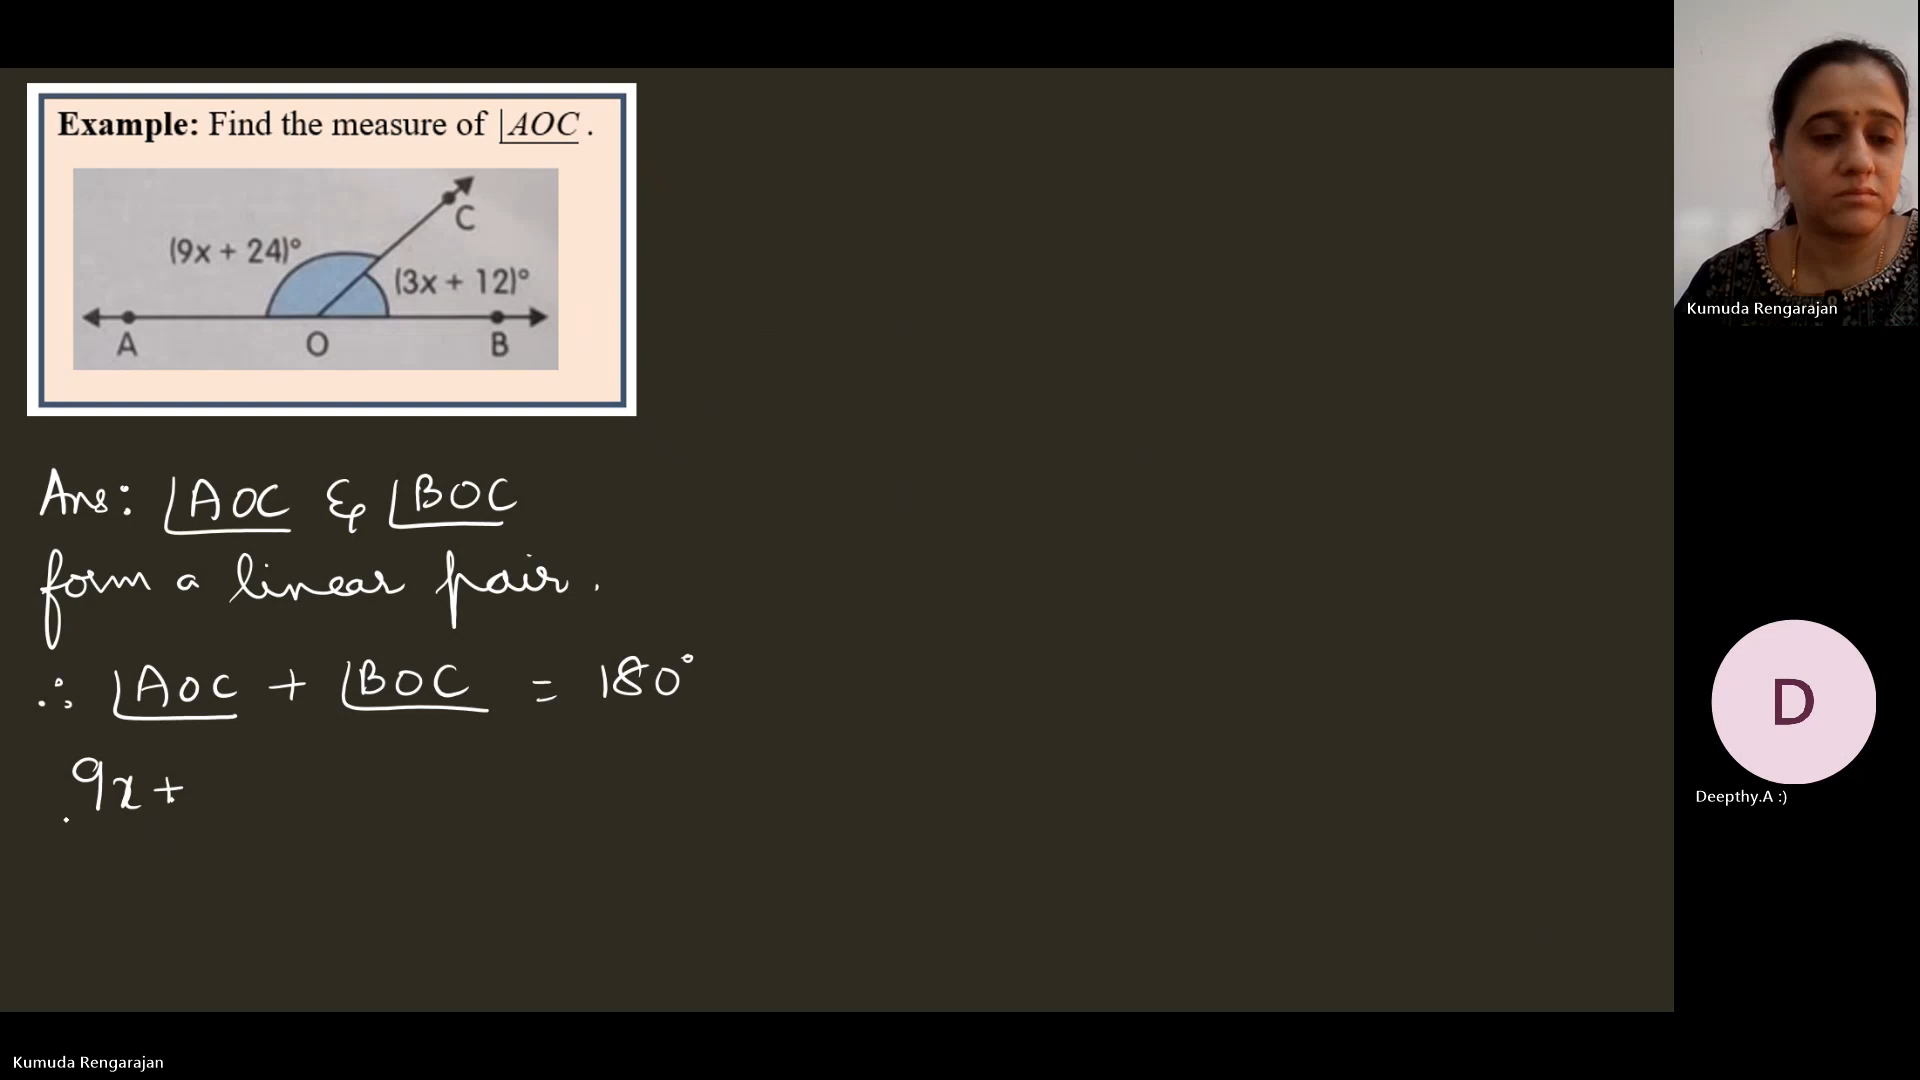 Example: Find the measure of ∠AOC .
C
(9x + 24)°
(3x + 12)°
A O B
Ans: ∠AOC & ∠BOC
form a linear pair.
∴ ∠AOC + ∠BOC = 180°
9x +
Kumuda Rengarajan
D
Deepthy.A :)
Kumuda Rengarajan